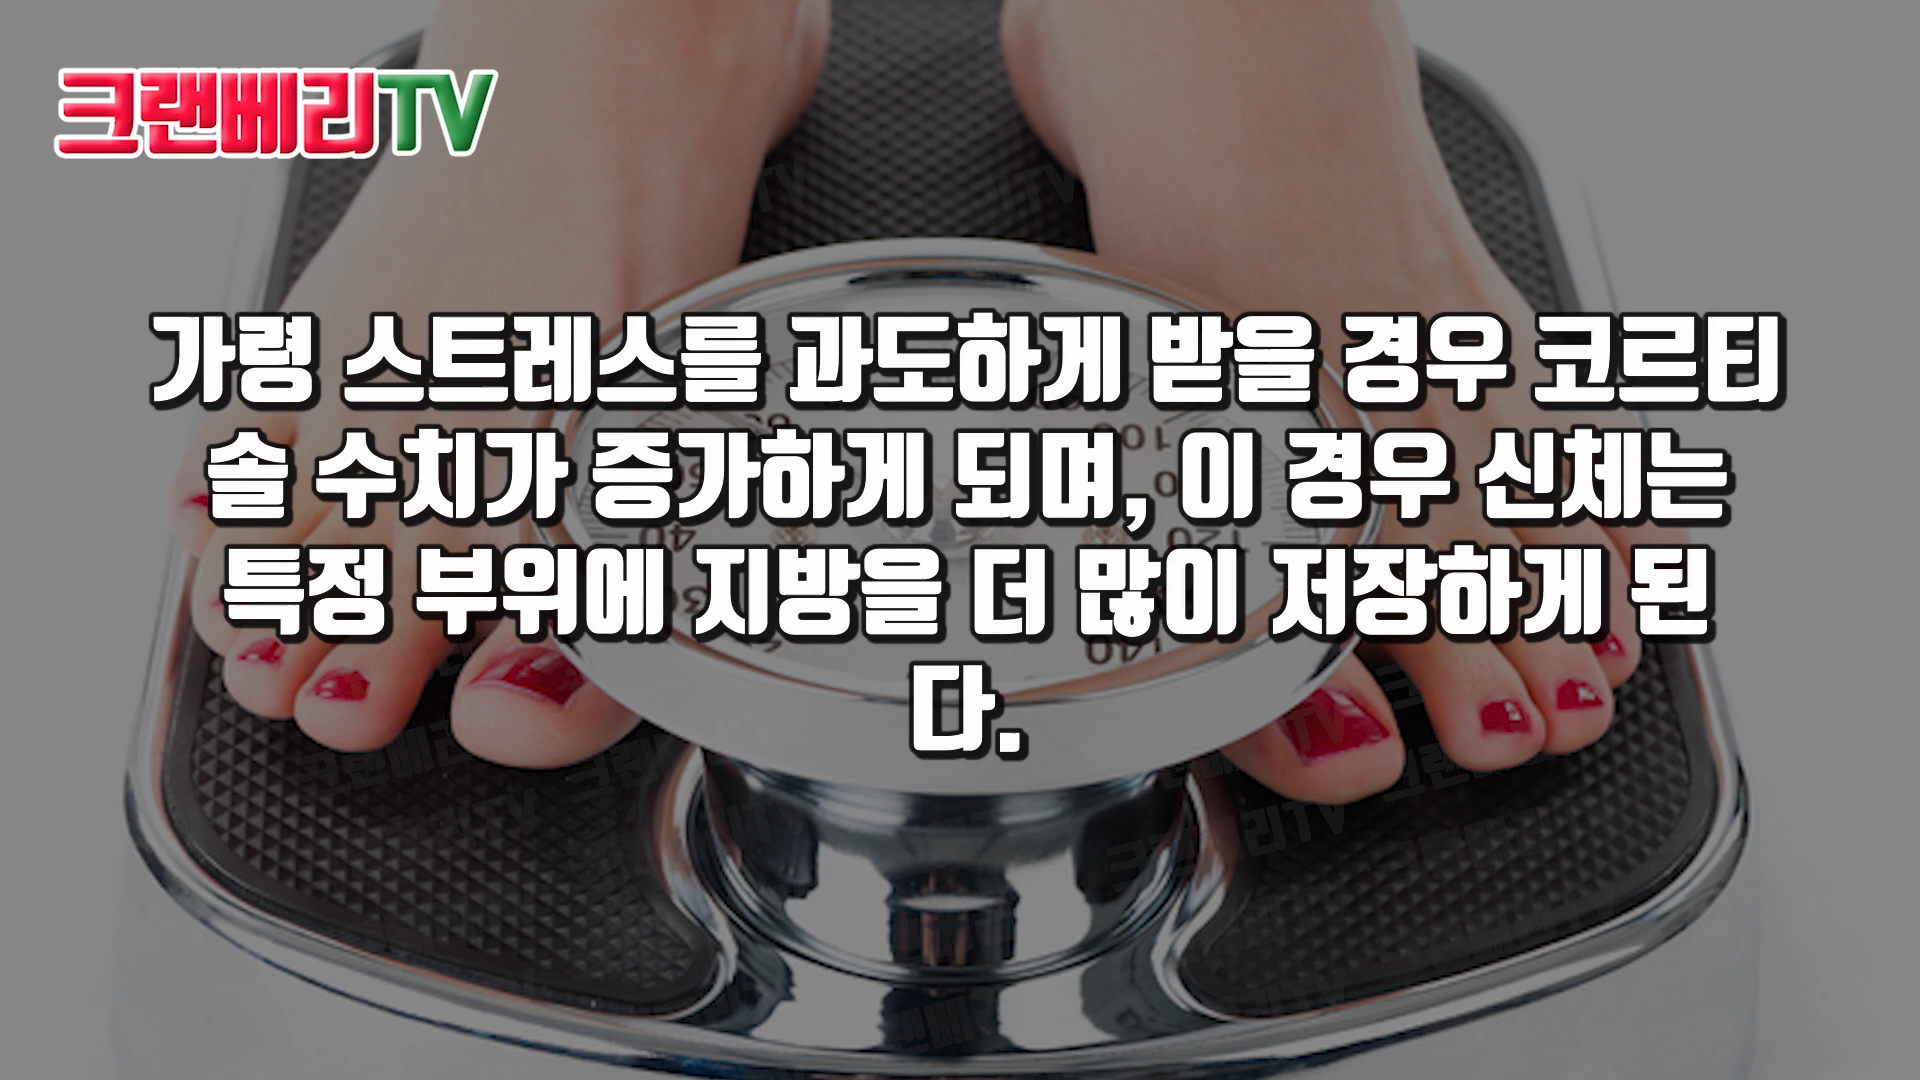 크랜베리TV
가령 스트레스를 과도하게 받을 경우 코르티
솔 수치가 증가하게 되며, 이 경우 신체는
특정 부위에 지방을 더 많이 저장하게 된
다.